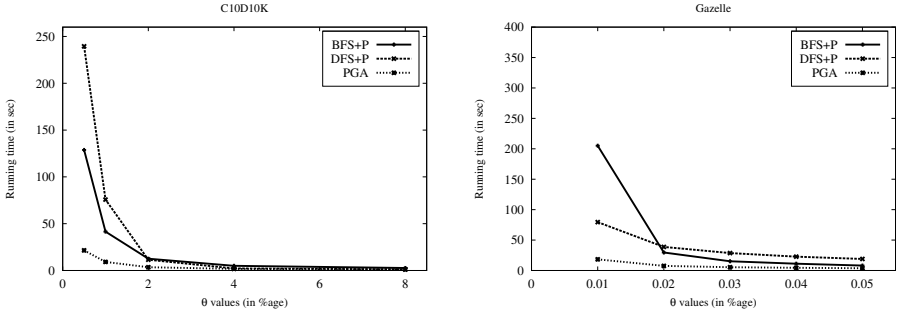 C10D10K
250
200
150
100
50
0
0
2
4
6
8
Running time (in sec)
θ values (in %age)
BFS+P
DFS+P
PGA
Gazelle
400
350
300
250
200
150
100
50
0
0
0.01
0.02
0.03
0.04
0.05
Running time (in sec)
θ values (in %age)
BFS+P
DFS+P
PGA